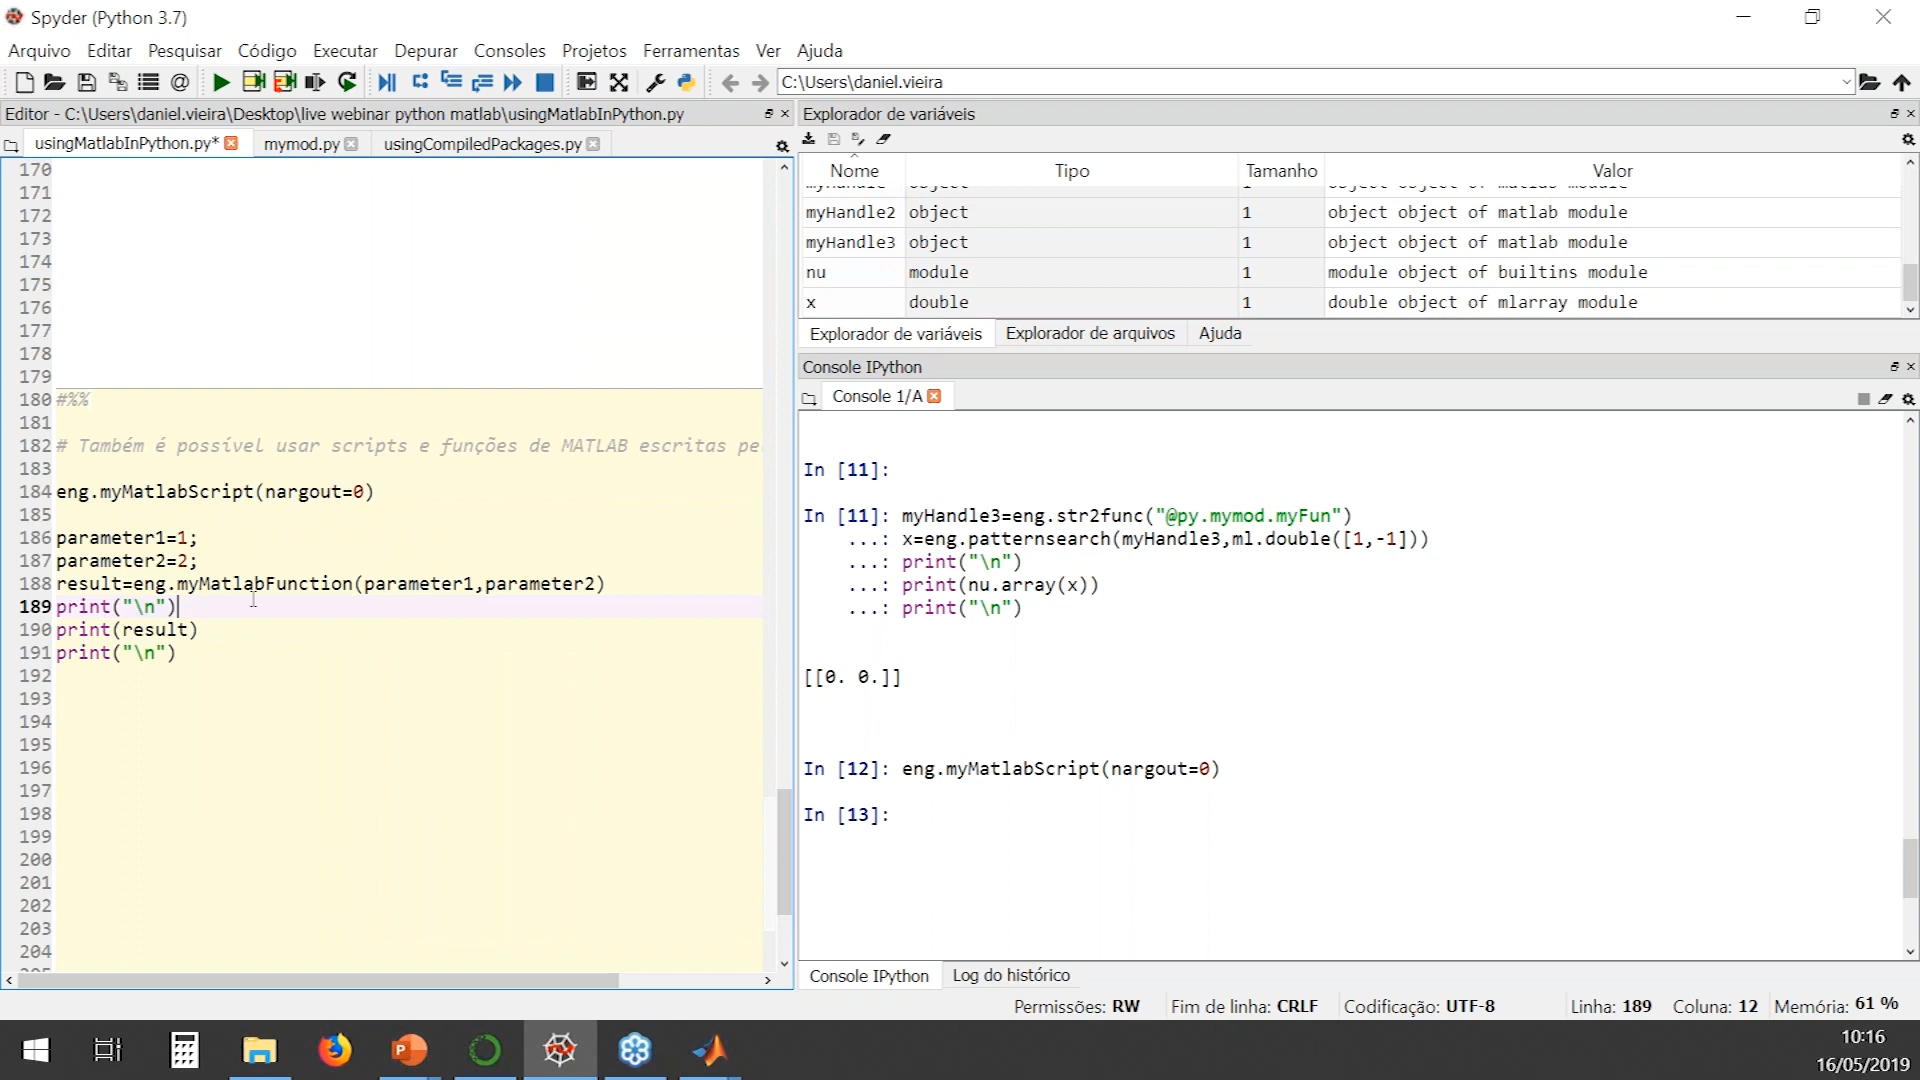 Spyder (Python 3.7)
Arquivo Editar Pesquisar Código Executar Depurar Consoles Projetos Ferramentas Ver Ajuda
C:\Users\daniel.vieira
Editor - C:\Users\daniel.vieira\Desktop\live webinar python matlab\usingMatlabInPython.py
usingMatlabInPython.py* mymod.py usingCompiledPackages.py
170
171
172
173
174
175
176
177
178
179
180 #%%
181
182 # Também é possível usar scripts e funções de MATLAB escritas pe
183
184 eng.myMatlabScript(nargout=0)
185
186 parameter1=1;
187 parameter2=2;
188 result=eng.myMatlabFunction(parameter1,parameter2)
189 print("\n")
190 print(result)
191 print("\n")
192
193
194
195
196
197
198
199
200
201
202
203
204
Explorador de variáveis
Nome Tipo Tamanho Valor
myHandle2 object 1 object object of matlab module
myHandle3 object 1 object object of matlab module
nu module 1 module object of builtins module
x double 1 double object of mlarray module
Explorador de variáveis Explorador de arquivos Ajuda
Console IPython
Console 1/A
In [11]:
In [11]: myHandle3=eng.str2func("@py.mymod.myFun")
...: x=eng.patternsearch(myHandle3,ml.double([1,-1]))
...: print("\n")
...: print(nu.array(x))
...: print("\n")
[[0. 0.]]
In [12]: eng.myMatlabScript(nargout=0)
In [13]:
Console IPython Log do histórico
Permissões: RW Fim de linha: CRLF Codificação: UTF-8 Linha: 189 Coluna: 12 Memória: 61 %
10:16
16/05/2019